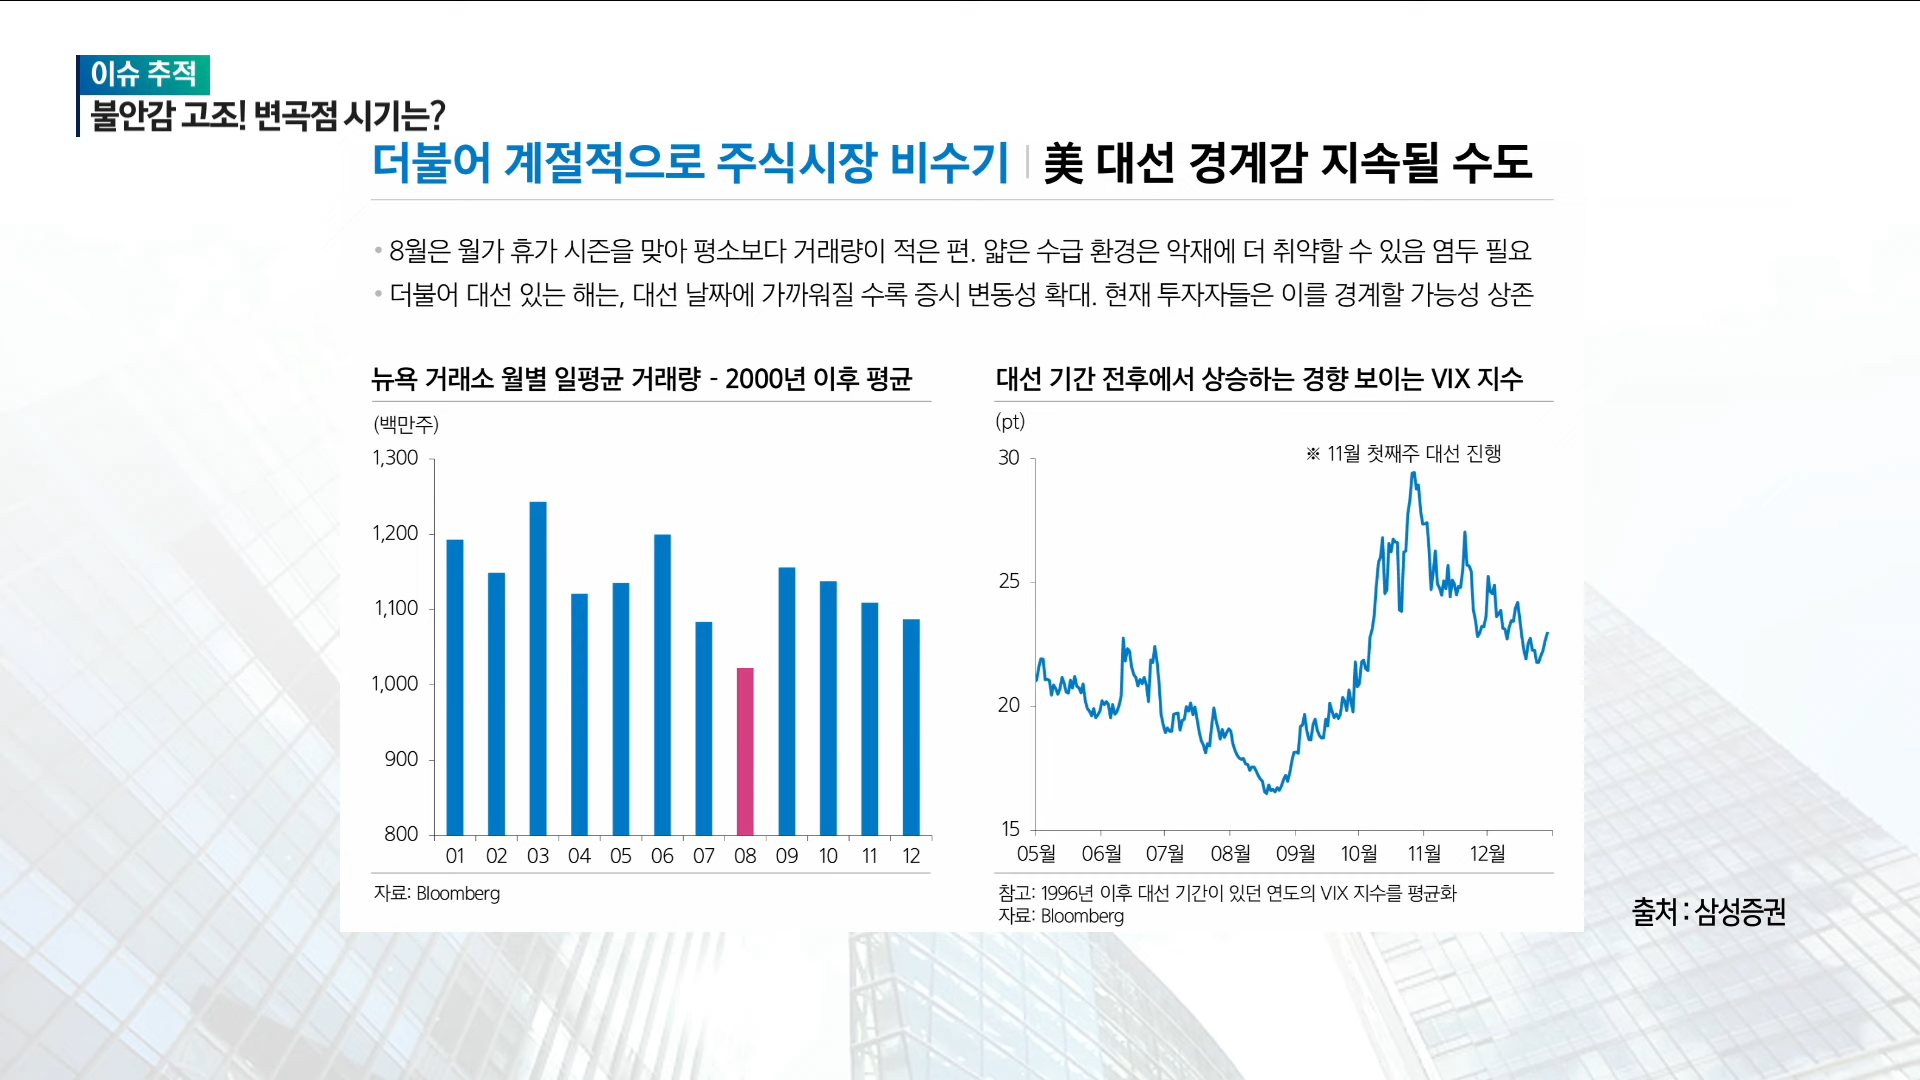 이슈 추적
불안감 고조! 변곡점 시기는?
더불어 계절적으로 주식시장 비수기 | 美 대선 경계감 지속될 수도
• 8월은 월가 휴가 시즌을 맞아 평소보다 거래량이 적은 편. 얇은 수급 환경은 악재에 더 취약할 수 있음 염두 필요
• 더불어 대선 있는 해는, 대선 날짜에 가까워질 수록 증시 변동성 확대. 현재 투자자들은 이를 경계할 가능성 상존
뉴욕 거래소 월별 일평균 거래량 - 2000년 이후 평균
(백만주)
1,300
1,200
1,100
1,000
900
800
01 02 03 04 05 06 07 08 09 10 11 12
자료: Bloomberg
대선 기간 전후에서 상승하는 경향 보이는 VIX 지수
(pt)
※ 11월 첫째주 대선 진행
30
25
20
15
05월 06월 07월 08월 09월 10월 11월 12월
참고: 1996년 이후 대선 기간이 있던 연도의 VIX 지수를 평균화
자료: Bloomberg
출처 : 삼성증권